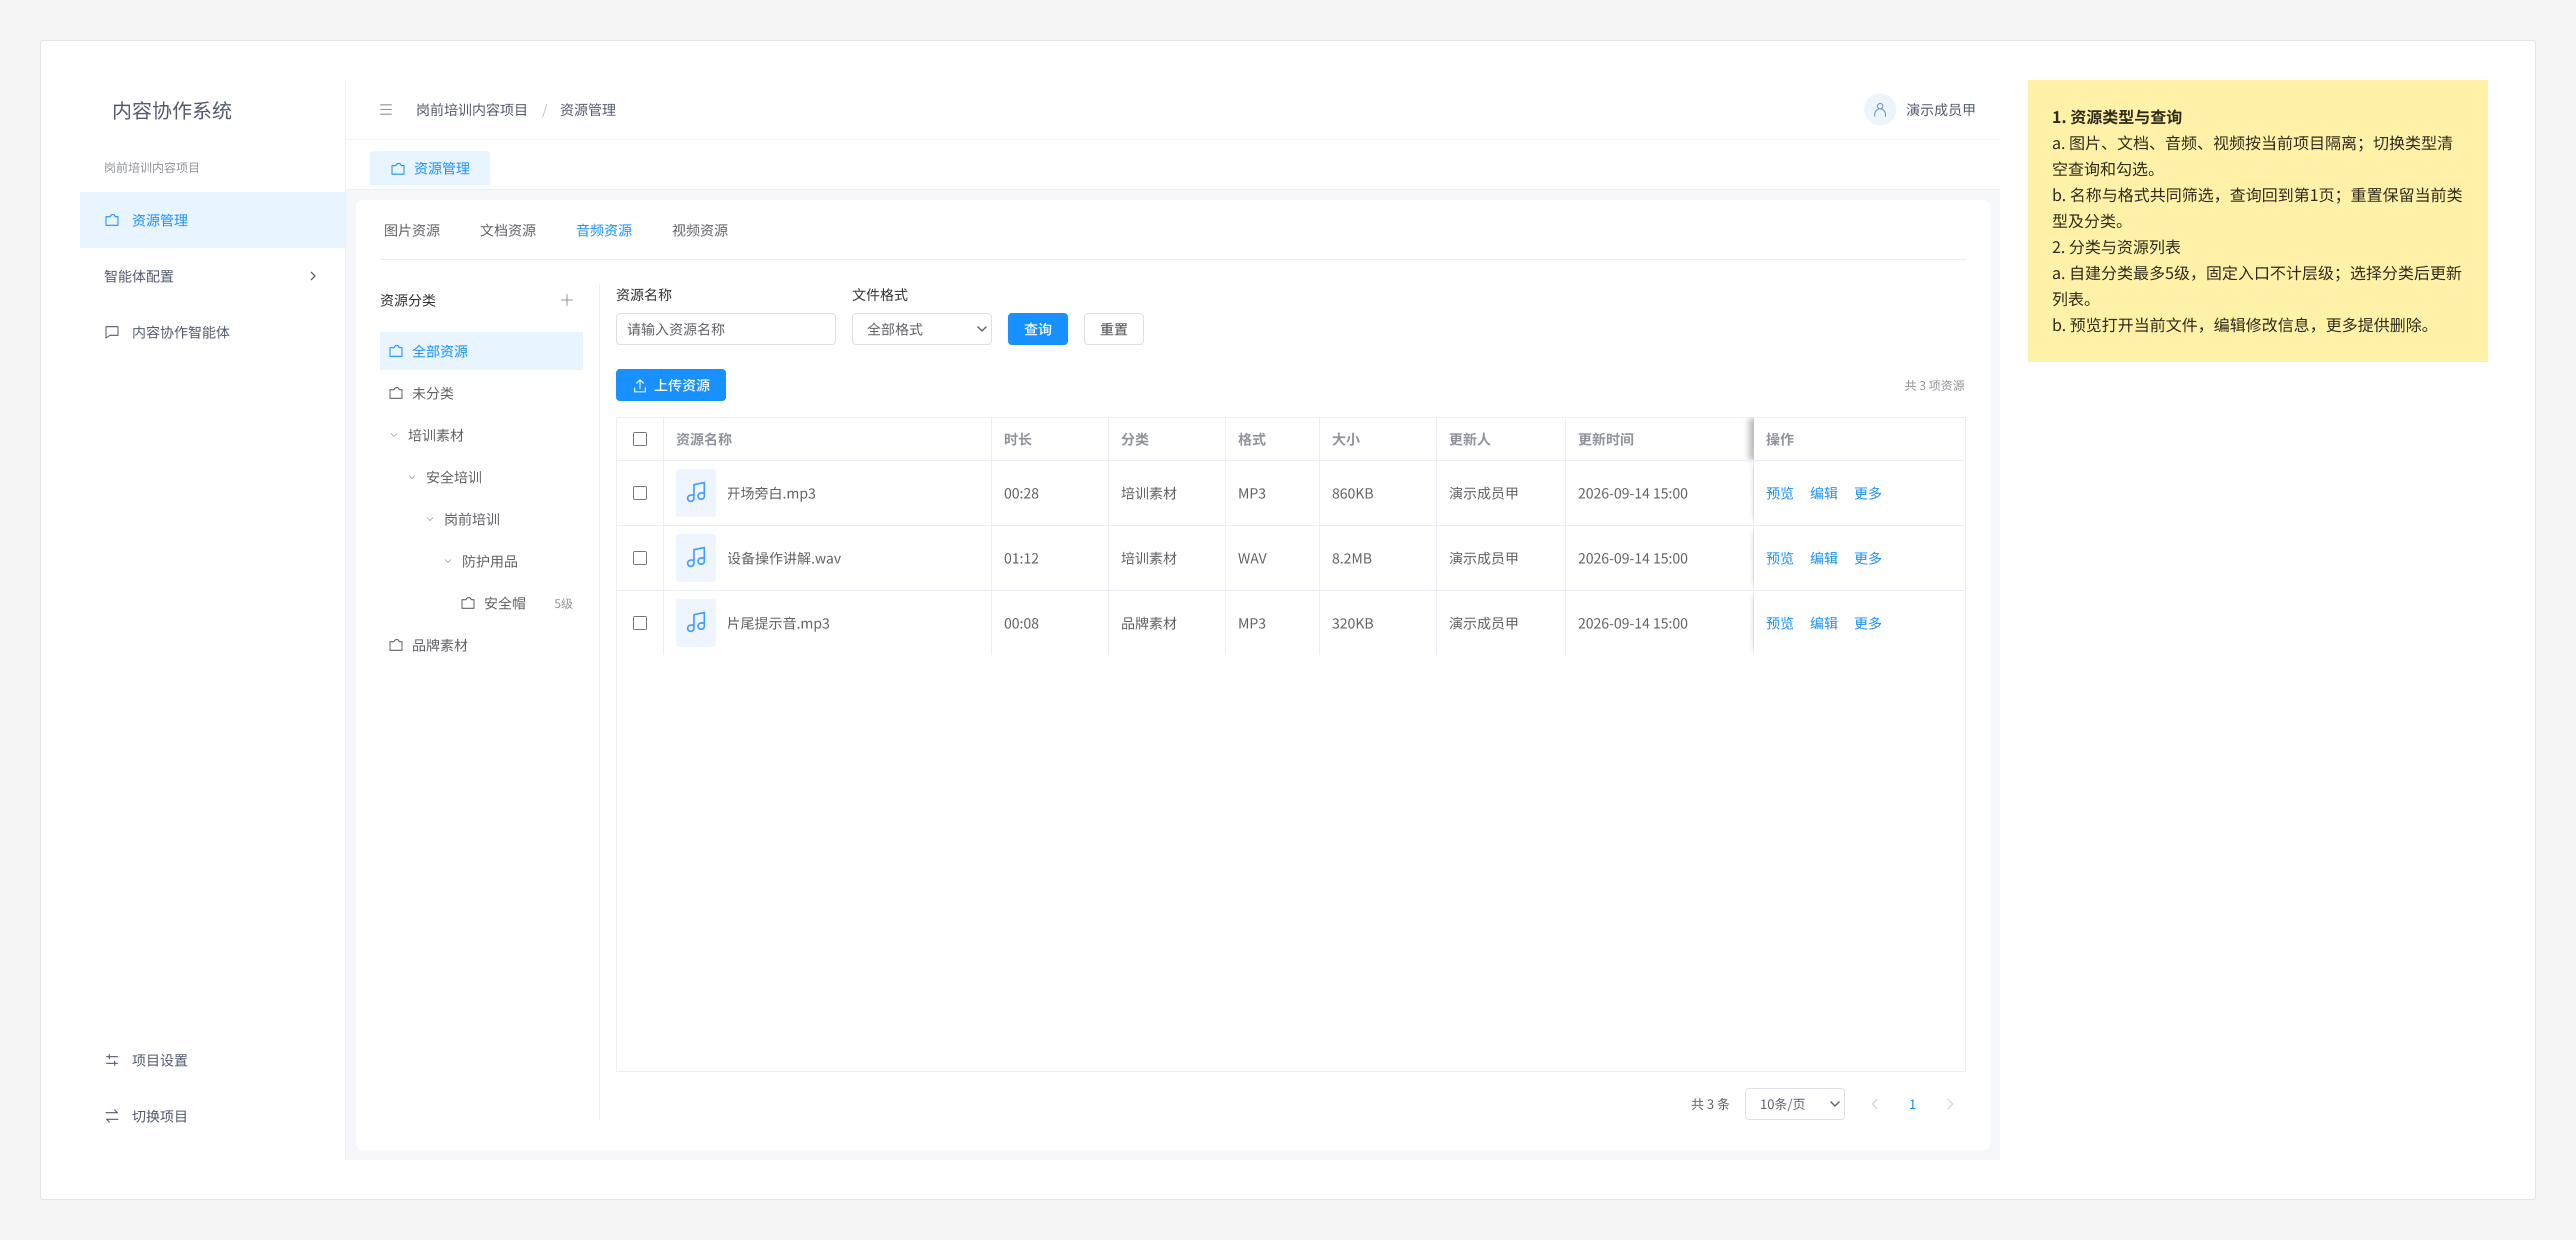 内容协作系统
岗前培训内容项目
资源管理
智能体配置
内容协作智能体
项目设置
切换项目
岗前培训内容项目 / 资源管理
演示成员甲
资源管理
图片资源 文档资源 音频资源 视频资源
资源分类
全部资源
未分类
培训素材
安全培训
岗前培训
防护用品
安全帽 5级
品牌素材
资源名称 文件格式
请输入资源名称 全部格式 查询 重置
上传资源 共 3 项资源
资源名称 时长 分类 格式 大小 更新人 更新时间 操作
开场旁白.mp3 00:28 培训素材 MP3 860KB 演示成员甲 2026-09-14 15:00 预览 编辑 更多
设备操作讲解.wav 01:12 培训素材 WAV 8.2MB 演示成员甲 2026-09-14 15:00 预览 编辑 更多
片尾提示音.mp3 00:08 品牌素材 MP3 320KB 演示成员甲 2026-09-14 15:00 预览 编辑 更多
共 3 条 10条/页 1
1. 资源类型与查询
a. 图片、文档、音频、视频按当前项目隔离；切换类型清
空查询和勾选。
b. 名称与格式共同筛选，查询回到第1页；重置保留当前类
型及分类。
2. 分类与资源列表
a. 自建分类最多5级，固定入口不计层级；选择分类后更新
列表。
b. 预览打开当前文件，编辑修改信息，更多提供删除。